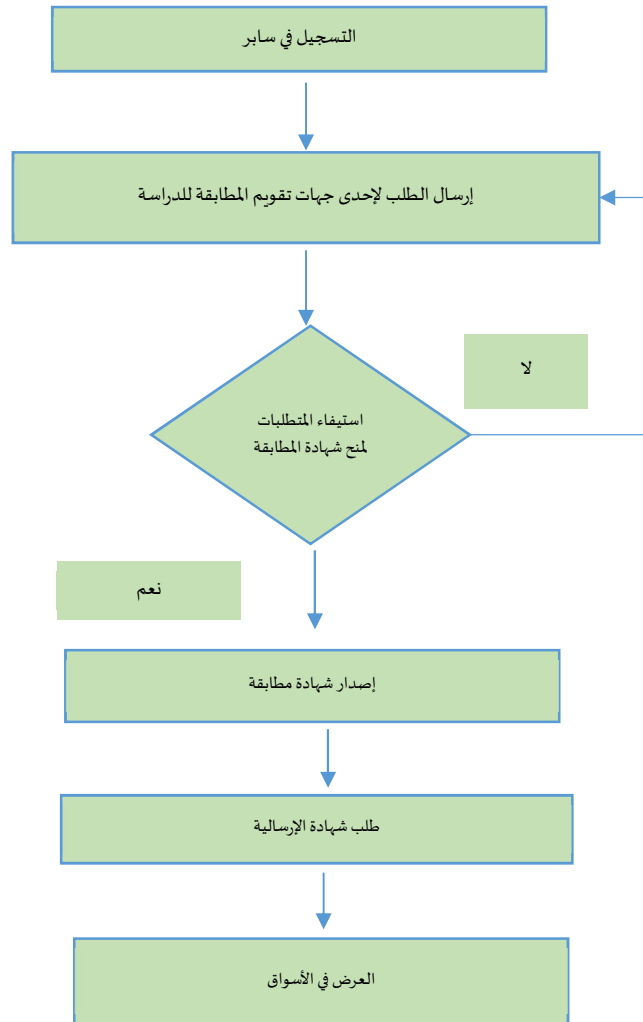 التسجيل في سابر
إرسال الطلب لإحدى جهات تقويم المطابقة للدراسة
لا
استيفاء المتطلبات
لمنح شهادة المطابقة
نعم
إصدار شهادة مطابقة
طلب شهادة الإرسالية
العرض في الأسواق